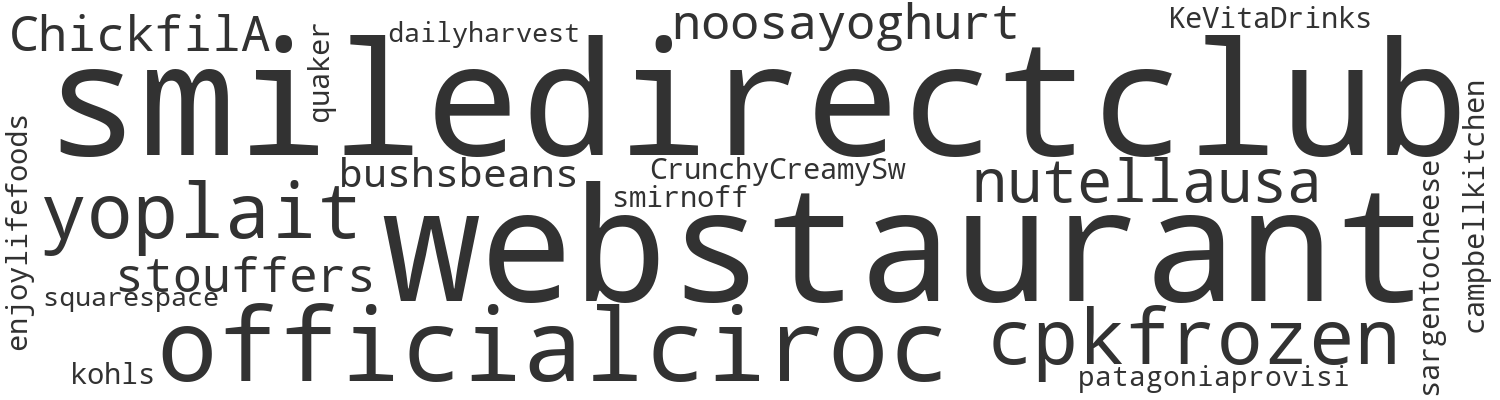 ChickfilA
dailyharvest
noosayoghurt
KeVitaDrinks
quaker
smiledirectclub
enjoylifefoods
campbellkitchen
bushsbeans
CrunchyCreamySw
nutellausa
smirnoff
yoplait
webstaurant
sargentocheese
stouffers
squarespace
officialciroc
cpkfrozen
kohls
patagoniaprovisi